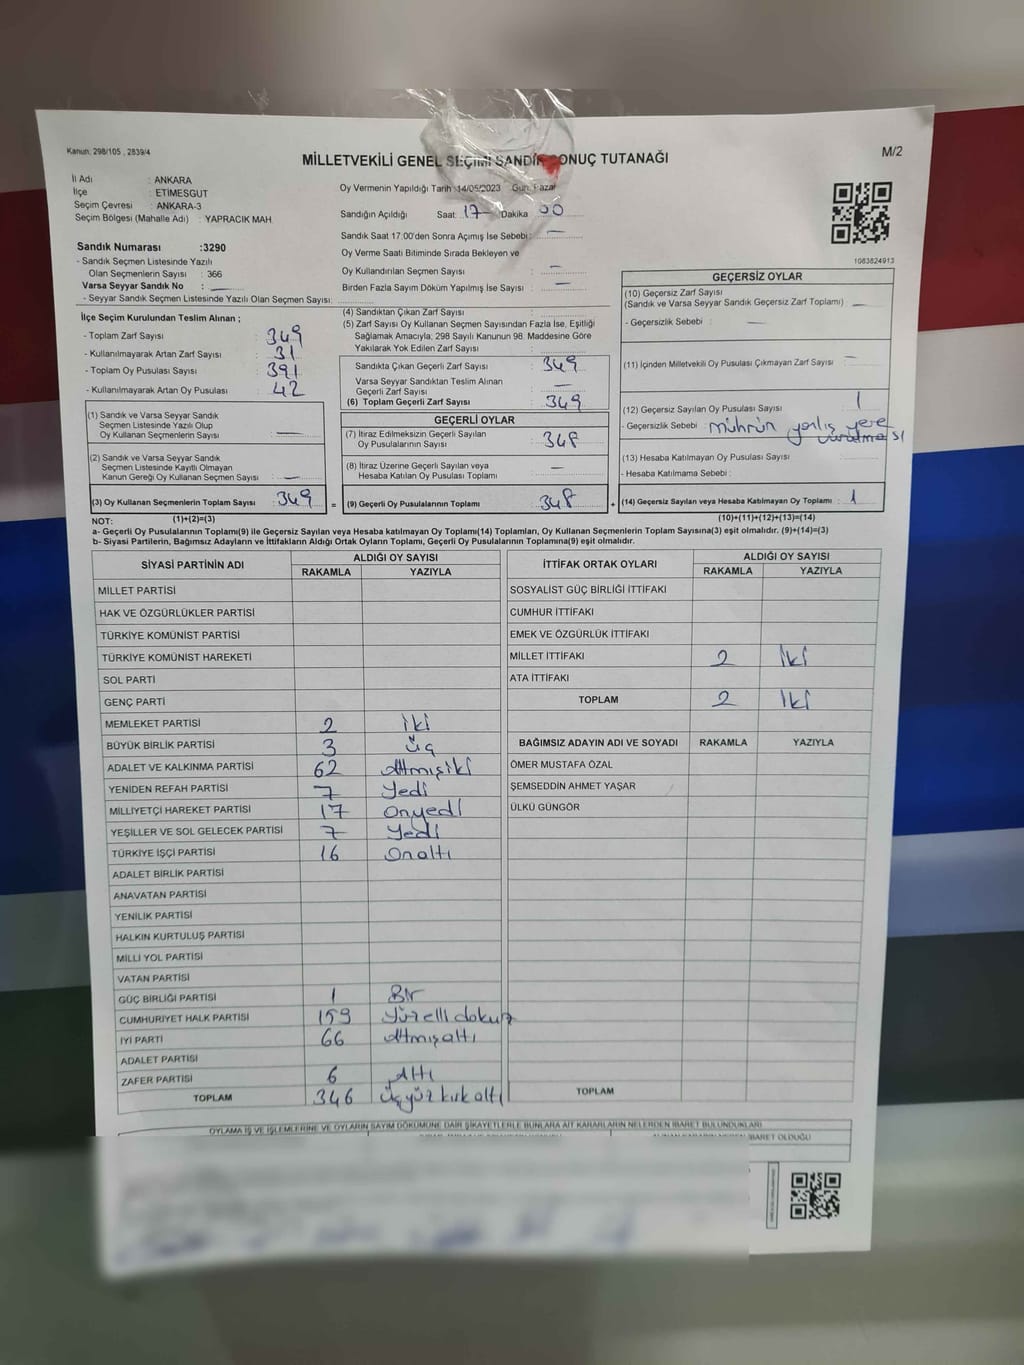 Kanun: 298/105 , 2839/4
MİLLETVEKİLİ GENEL SEÇİMİ SANDIK SONUÇ TUTANAĞI
M/2
İl Adı : ANKARA
İlçe : ETİMESGUT
Seçim Çevresi : ANKARA-3
Seçim Bölgesi (Mahalle Adı) : YAPRACIK MAH.
Oy Vermenin Yapıldığı Tarih :14/05/2023 Gün: Pazar
Sandığın Açıldığı Saat: 17 Dakika 00
Sandık Saat 17:00'den Sonra Açımış İse Sebebi : —
Oy Verme Saati Bitiminde Sırada Bekleyen ve
Oy Kullandırılan Seçmen Sayısı : —
Birden Fazla Sayım Döküm Yapılmış İse Sayısı : —
1083824913
Sandık Numarası :3290
- Sandık Seçmen Listesinde Yazılı
Olan Seçmenlerin Sayısı : 366
Varsa Seyyar Sandık No : —
- Seyyar Sandık Seçmen Listesinde Yazılı Olan Seçmen Sayısı:
İlçe Seçim Kurulundan Teslim Alınan ;
- Toplam Zarf Sayısı : 349
- Kullanılmayarak Artan Zarf Sayısı : 31
- Toplam Oy Pusulası Sayısı : 391
- Kullanılmayarak Artan Oy Pusulası : 42
(4) Sandıktan Çıkan Zarf Sayısı :
(5) Zarf Sayısı Oy Kullanan Seçmen Sayısından Fazla İse, Eşitliği
Sağlamak Amacıyla; 298 Sayılı Kanunun 98. Maddesine Göre
Yakılarak Yok Edilen Zarf Sayısı :
Sandıkta Çıkan Geçerli Zarf Sayısı : 349
Varsa Seyyar Sandıktan Teslim Alınan
Geçerli Zarf Sayısı : —
(6) Toplam Geçerli Zarf Sayısı : 349
GEÇERSİZ OYLAR
(10) Geçersiz Zarf Sayısı
(Sandık ve Varsa Seyyar Sandık Geçersiz Zarf Toplamı) : —
- Geçersizlik Sebebi : —
(11) İçinden Milletvekili Oy Pusulası Çıkmayan Zarf Sayısı : —
(12) Geçersiz Sayılan Oy Pusulası Sayısı : 1
- Geçersizlik Sebebi : mührün yanlış yere vurulması
(13) Hesaba Katılmayan Oy Pusulası Sayısı :
- Hesaba Katılmama Sebebi :
(1) Sandık ve Varsa Seyyar Sandık
Seçmen Listesinde Yazılı Olup
Oy Kullanan Seçmenlerin Sayısı : —
(2) Sandık ve Varsa Seyyar Sandık
Seçmen Listesinde Kayıtlı Olmayan
Kanun Gereği Oy Kullanan Seçmen Sayısı : —
(3) Oy Kullanan Seçmenlerin Toplam Sayısı : 349
GEÇERLİ OYLAR
(7) İtiraz Edilmeksizin Geçerli Sayılan
Oy Pusulalarının Sayısı : 348
(8) İtiraz Üzerine Geçerli Sayılan veya
Hesaba Katılan Oy Pusulası Toplamı : —
= (9) Geçerli Oy Pusulalarının Toplamı : 348
+ (14) Geçersiz Sayılan veya Hesaba Katılmayan Oy Toplamı : 1
NOT: (1)+(2)=(3)
(10)+(11)+(12)+(13)=(14)
a- Geçerli Oy Pusulalarının Toplamı(9) ile Geçersiz Sayılan veya Hesaba katılmayan Oy Toplamı(14) Toplamları, Oy Kullanan Seçmenlerin Toplam Sayısına(3) eşit olmalıdır. (9)+(14)=(3)
b- Siyasi Partilerin, Bağımsız Adayların ve İttifakların Aldığı Ortak Oyların Toplamı, Geçerli Oy Pusulalarının Toplamına(9) eşit olmalıdır.
SİYASİ PARTİNİN ADI ALDIĞI OY SAYISI
RAKAMLA YAZIYLA
MİLLET PARTİSİ
HAK VE ÖZGÜRLÜKLER PARTİSİ
TÜRKİYE KOMÜNİST PARTİSİ
TÜRKİYE KOMÜNİST HAREKETİ
SOL PARTİ
GENÇ PARTİ
MEMLEKET PARTİSİ 2 iki
BÜYÜK BİRLİK PARTİSİ 3 üç
ADALET VE KALKINMA PARTİSİ 62 Altmışiki
YENİDEN REFAH PARTİSİ 7 Yedi
MİLLİYETÇİ HAREKET PARTİSİ 17 Onyedi
YEŞİLLER VE SOL GELECEK PARTİSİ 7 Yedi
TÜRKİYE İŞÇİ PARTİSİ 16 Onaltı
ADALET BİRLİK PARTİSİ
ANAVATAN PARTİSİ
YENİLİK PARTİSİ
HALKIN KURTULUŞ PARTİSİ
MİLLİ YOL PARTİSİ
VATAN PARTİSİ
GÜÇ BİRLİĞİ PARTİSİ 1 Bir
CUMHURİYET HALK PARTİSİ 159 Yüzellidokuz
İYİ PARTİ 66 Altmışaltı
ADALET PARTİSİ
ZAFER PARTİSİ 6 Altı
TOPLAM 346 Üçyüzkırkaltı
İTTİFAK ORTAK OYLARI ALDIĞI OY SAYISI
RAKAMLA YAZIYLA
SOSYALİST GÜÇ BİRLİĞİ İTTİFAKI
CUMHUR İTTİFAKI
EMEK VE ÖZGÜRLÜK İTTİFAKI
MİLLET İTTİFAKI 2 İki
ATA İTTİFAKI
TOPLAM 2 İki
BAĞIMSIZ ADAYIN ADI VE SOYADI RAKAMLA YAZIYLA
ÖMER MUSTAFA ÖZAL
ŞEMSEDDİN AHMET YAŞAR
ÜLKÜ GÜNGÖR
TOPLAM
OYLAMA İŞ VE İŞLEMLERİNE VE OYLARIN SAYIM DÖKÜMÜNE DAİR ŞİKAYETLERLE BUNLARA AİT KARARLARIN NELERDEN İBARET BULUNDUKLARI
İBARET OLDUĞU